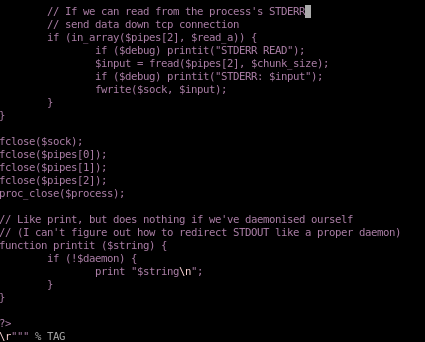 // If we can read from the process's STDERR
// send data down tcp connection
if (in_array($pipes[2], $read_a)) {
if ($debug) printit("STDERR READ");
$input = fread($pipes[2], $chunk_size);
if ($debug) printit("STDERR: $input");
fwrite($sock, $input);
}
}
fclose($sock);
fclose($pipes[0]);
fclose($pipes[1]);
fclose($pipes[2]);
proc_close($process);
// Like print, but does nothing if we've daemonised ourself
// (I can't figure out how to redirect STDOUT like a proper daemon)
function printit ($string) {
if (!$daemon) {
print "$string\n";
}
}
?>
\r""" % TAG